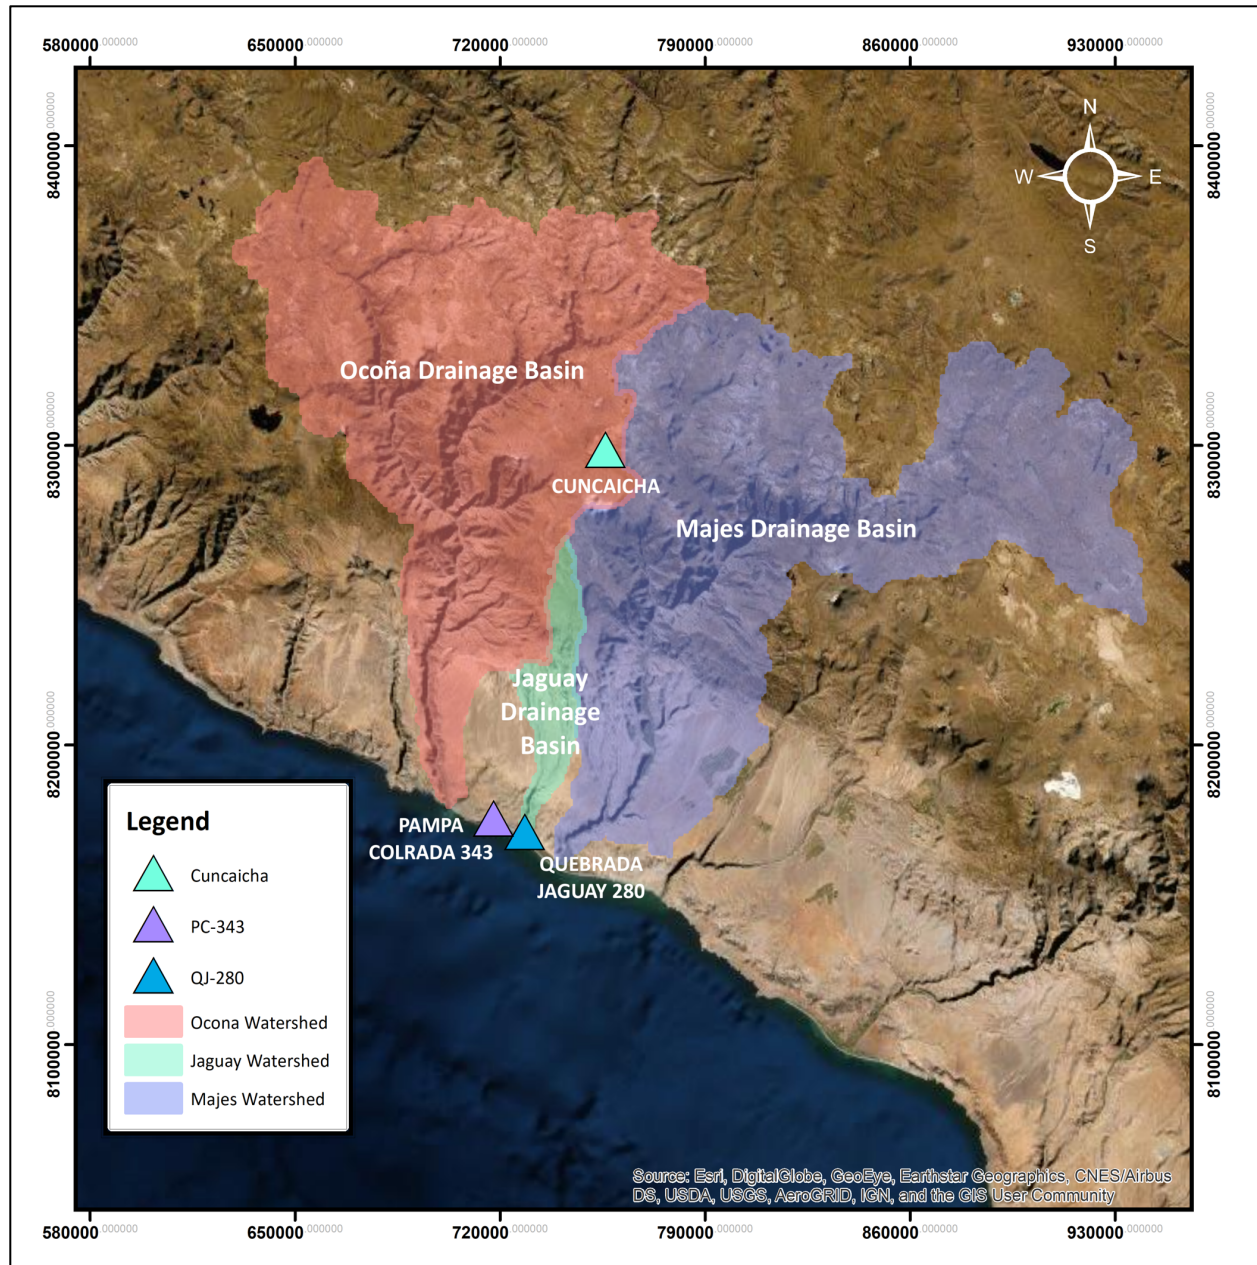 580000.000000 650000.000000 720000.000000 790000.000000 860000.000000 930000.000000
8400000.000000
8300000.000000
8200000.000000
8100000.000000
8400000.000000
8300000.000000
8200000.000000
8100000.000000
N
W E
S
Ocoña Drainage Basin
CUNCAICHA
Majes Drainage Basin
Jaguay
Drainage
Basin
PAMPA
COLRADA 343
QUEBRADA
JAGUAY 280
Legend
Cuncaicha
PC-343
QJ-280
Ocona Watershed
Jaguay Watershed
Majes Watershed
Source: Esri, DigitalGlobe, GeoEye, Earthstar Geographics, CNES/Airbus
DS, USDA, USGS, AeroGRID, IGN, and the GIS User Community
580000.000000 650000.000000 720000.000000 790000.000000 860000.000000 930000.000000